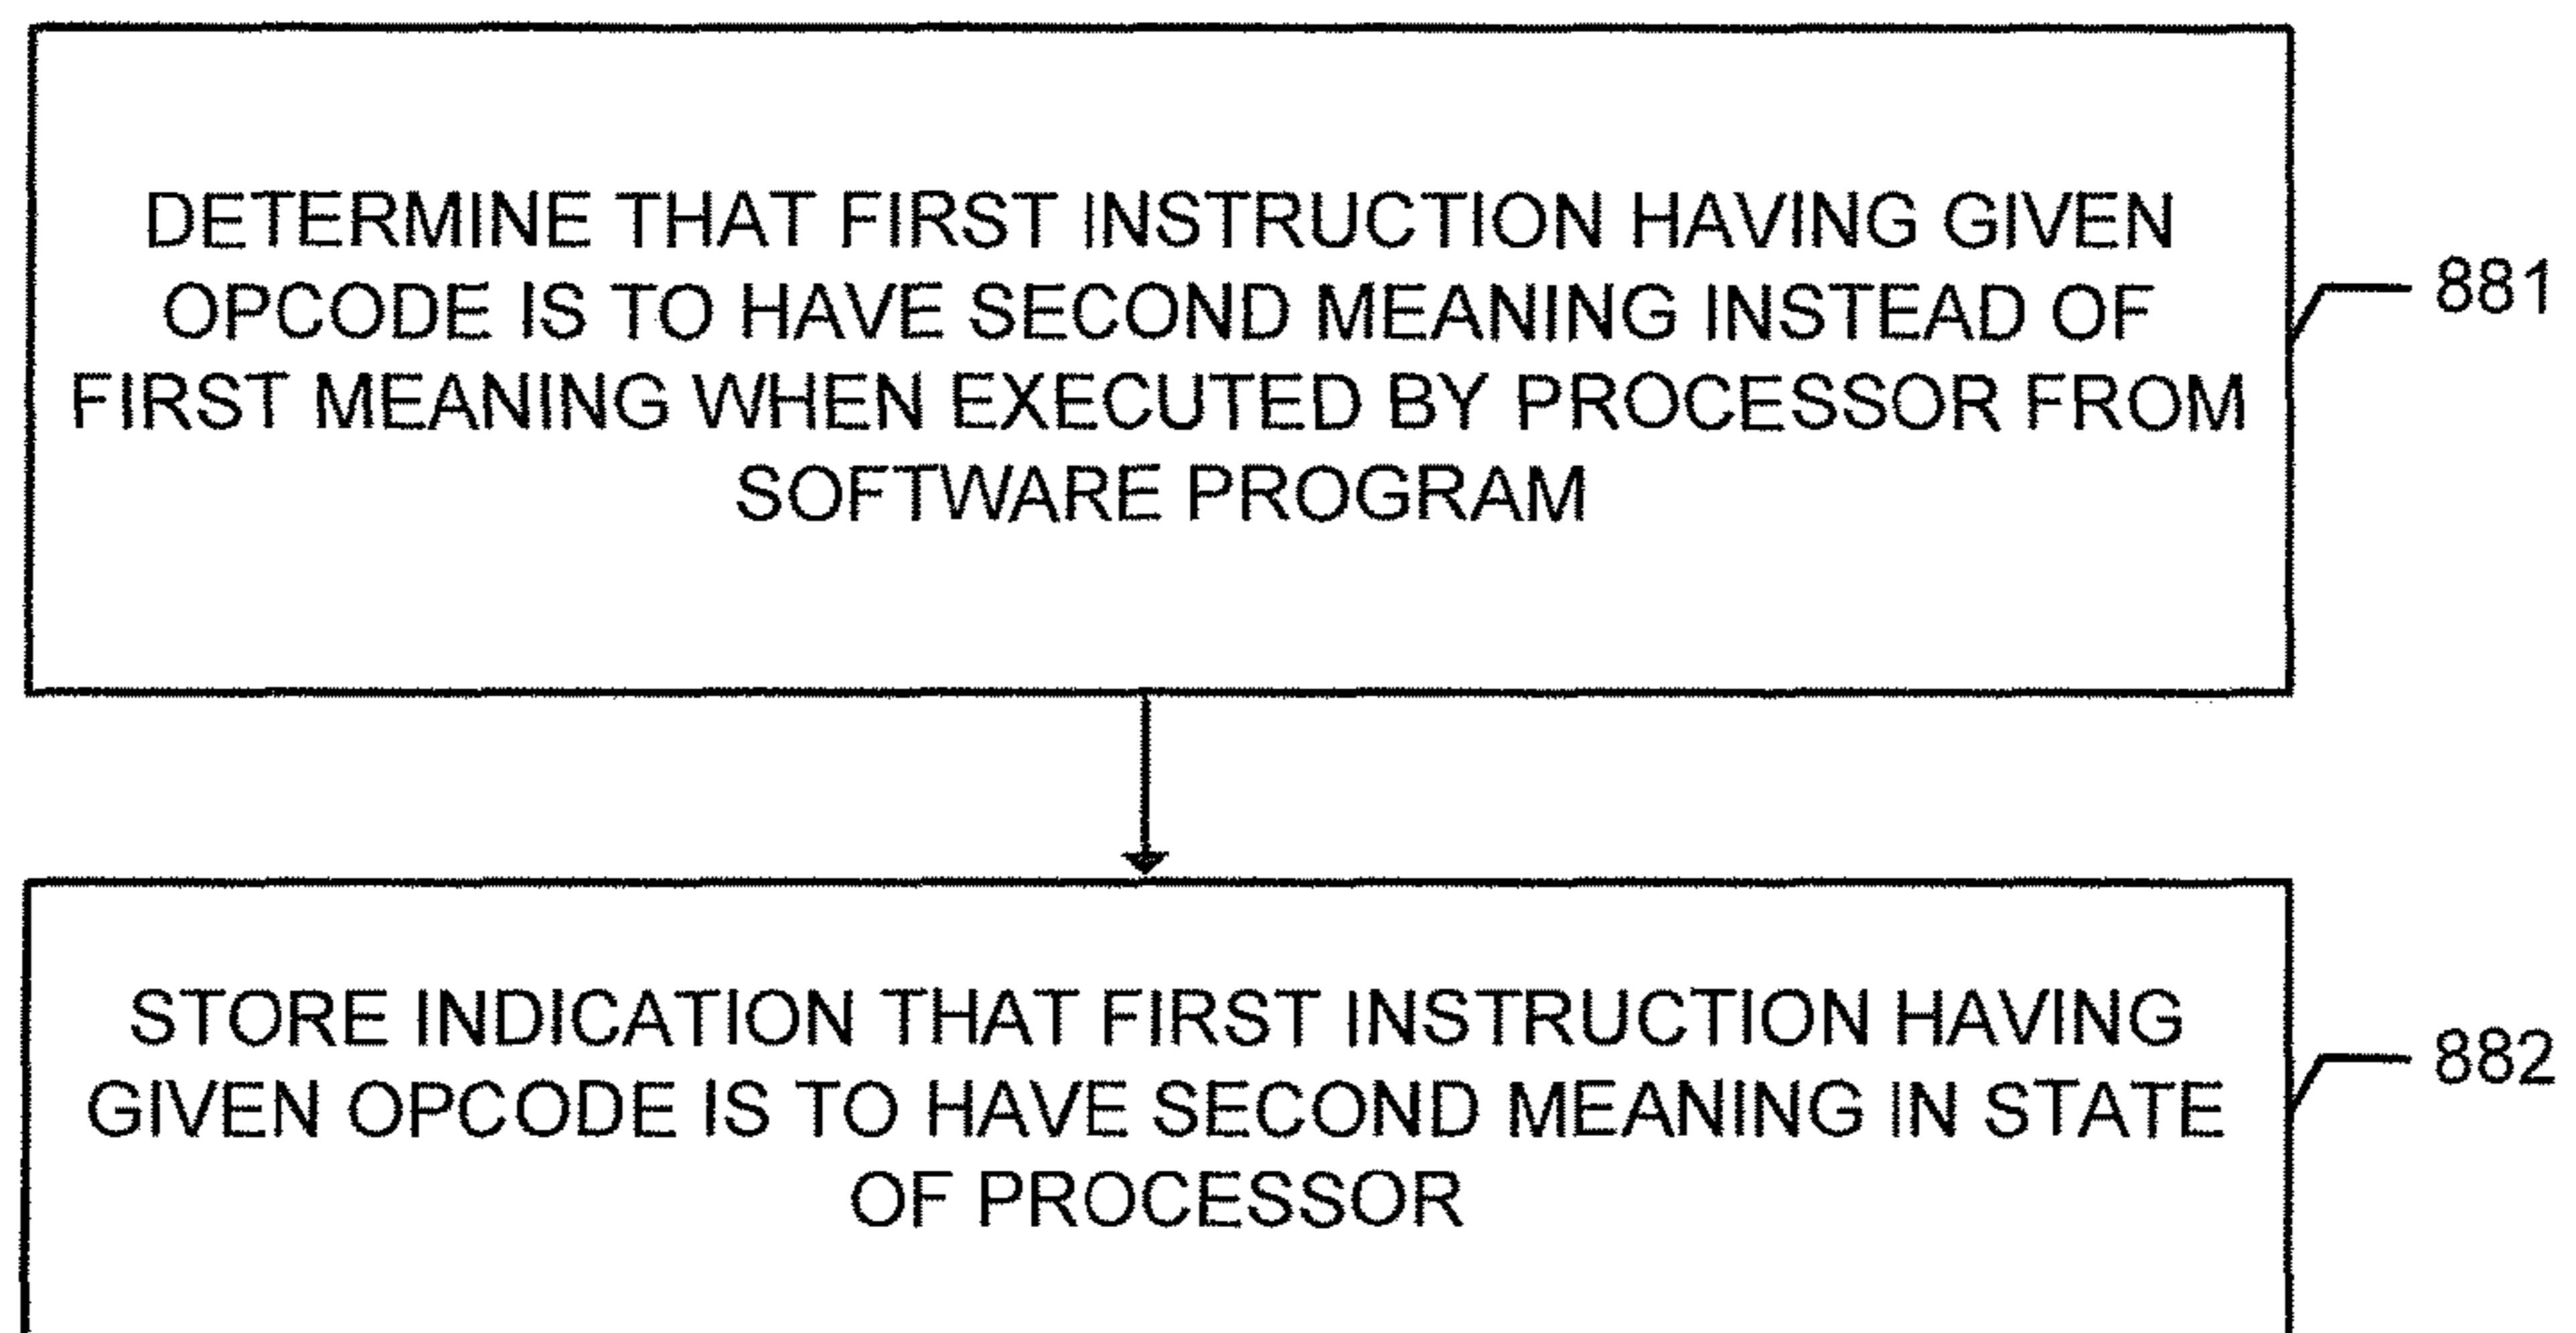 DETERMINE THAT FIRST INSTRUCTION HAVING GIVEN
OPCODE IS TO HAVE SECOND MEANING INSTEAD OF
FIRST MEANING WHEN EXECUTED BY PROCESSOR FROM
SOFTWARE PROGRAM
881
STORE INDICATION THAT FIRST INSTRUCTION HAVING
GIVEN OPCODE IS TO HAVE SECOND MEANING IN STATE
OF PROCESSOR
882